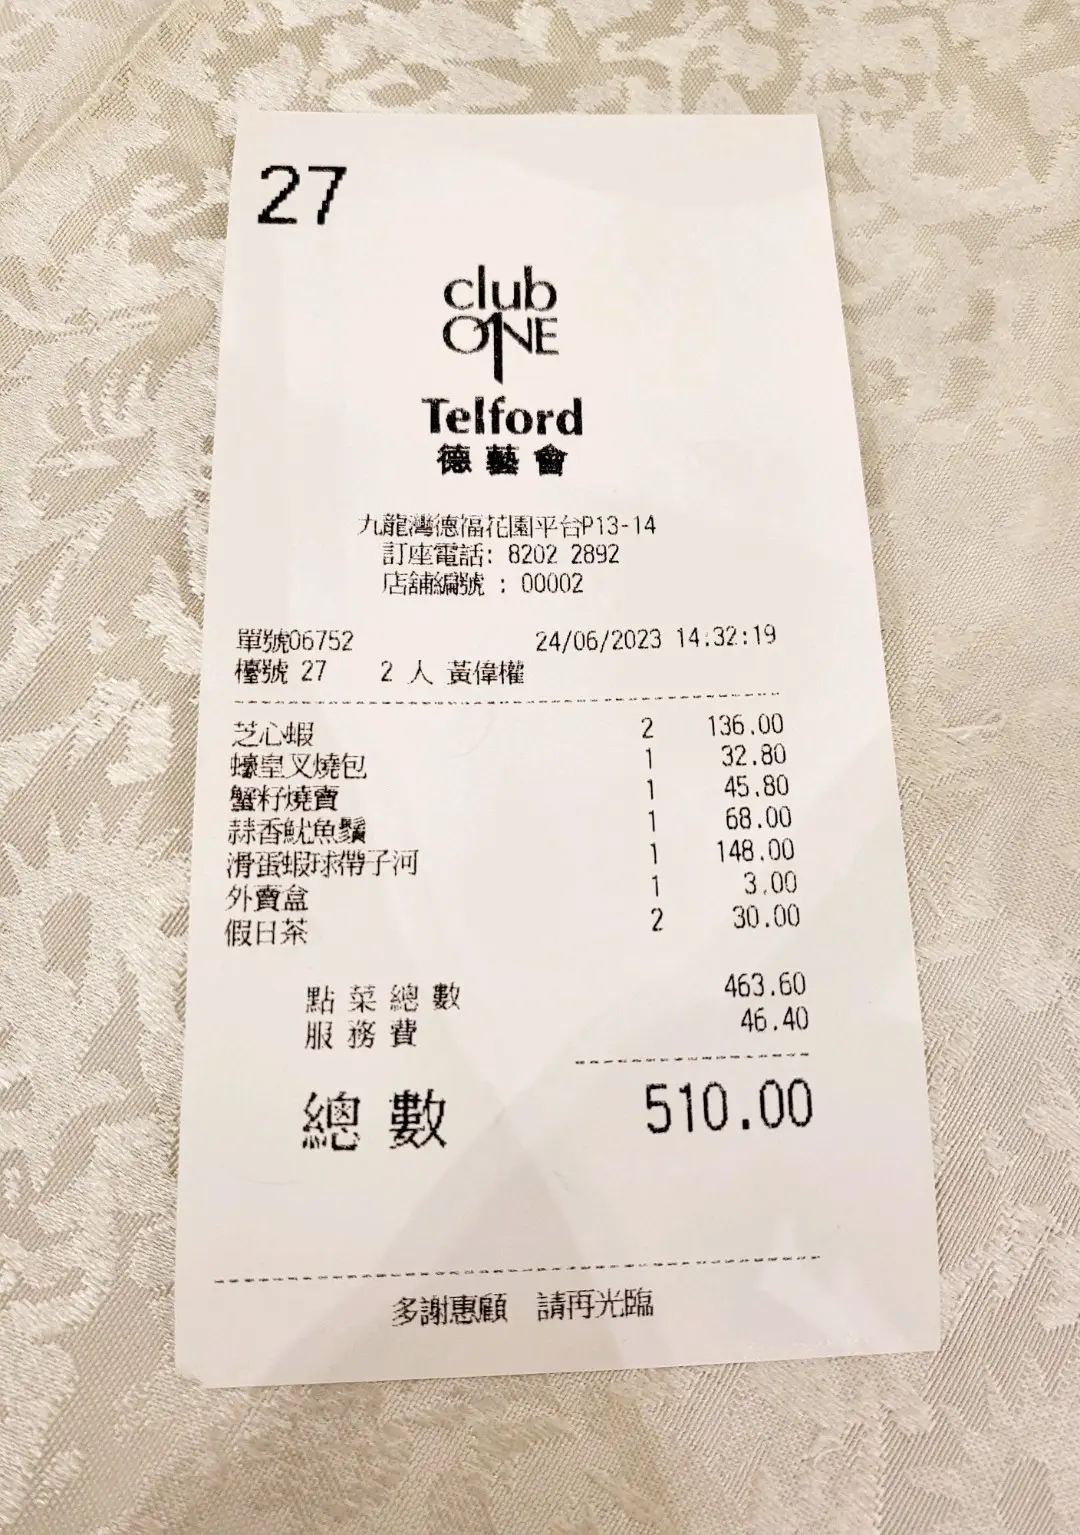 27
club
ONE
Telford
德藝會
九龍灣德福花園平台P13-14
訂座電話: 8202 2892
店舖編號 : 00002
單號06752 24/06/2023 14:32:19
檯號 27 2 人 黃偉權
芝心蝦 2 136.00
蠔皇叉燒包 1 32.80
蟹籽燒賣 1 45.80
蒜香魷魚鬚 1 68.00
滑蛋蝦球帶子河 1 148.00
外賣盒 1 3.00
假日茶 2 30.00
點菜總數 463.60
服務費 46.40
總數 510.00
多謝惠顧 請再光臨